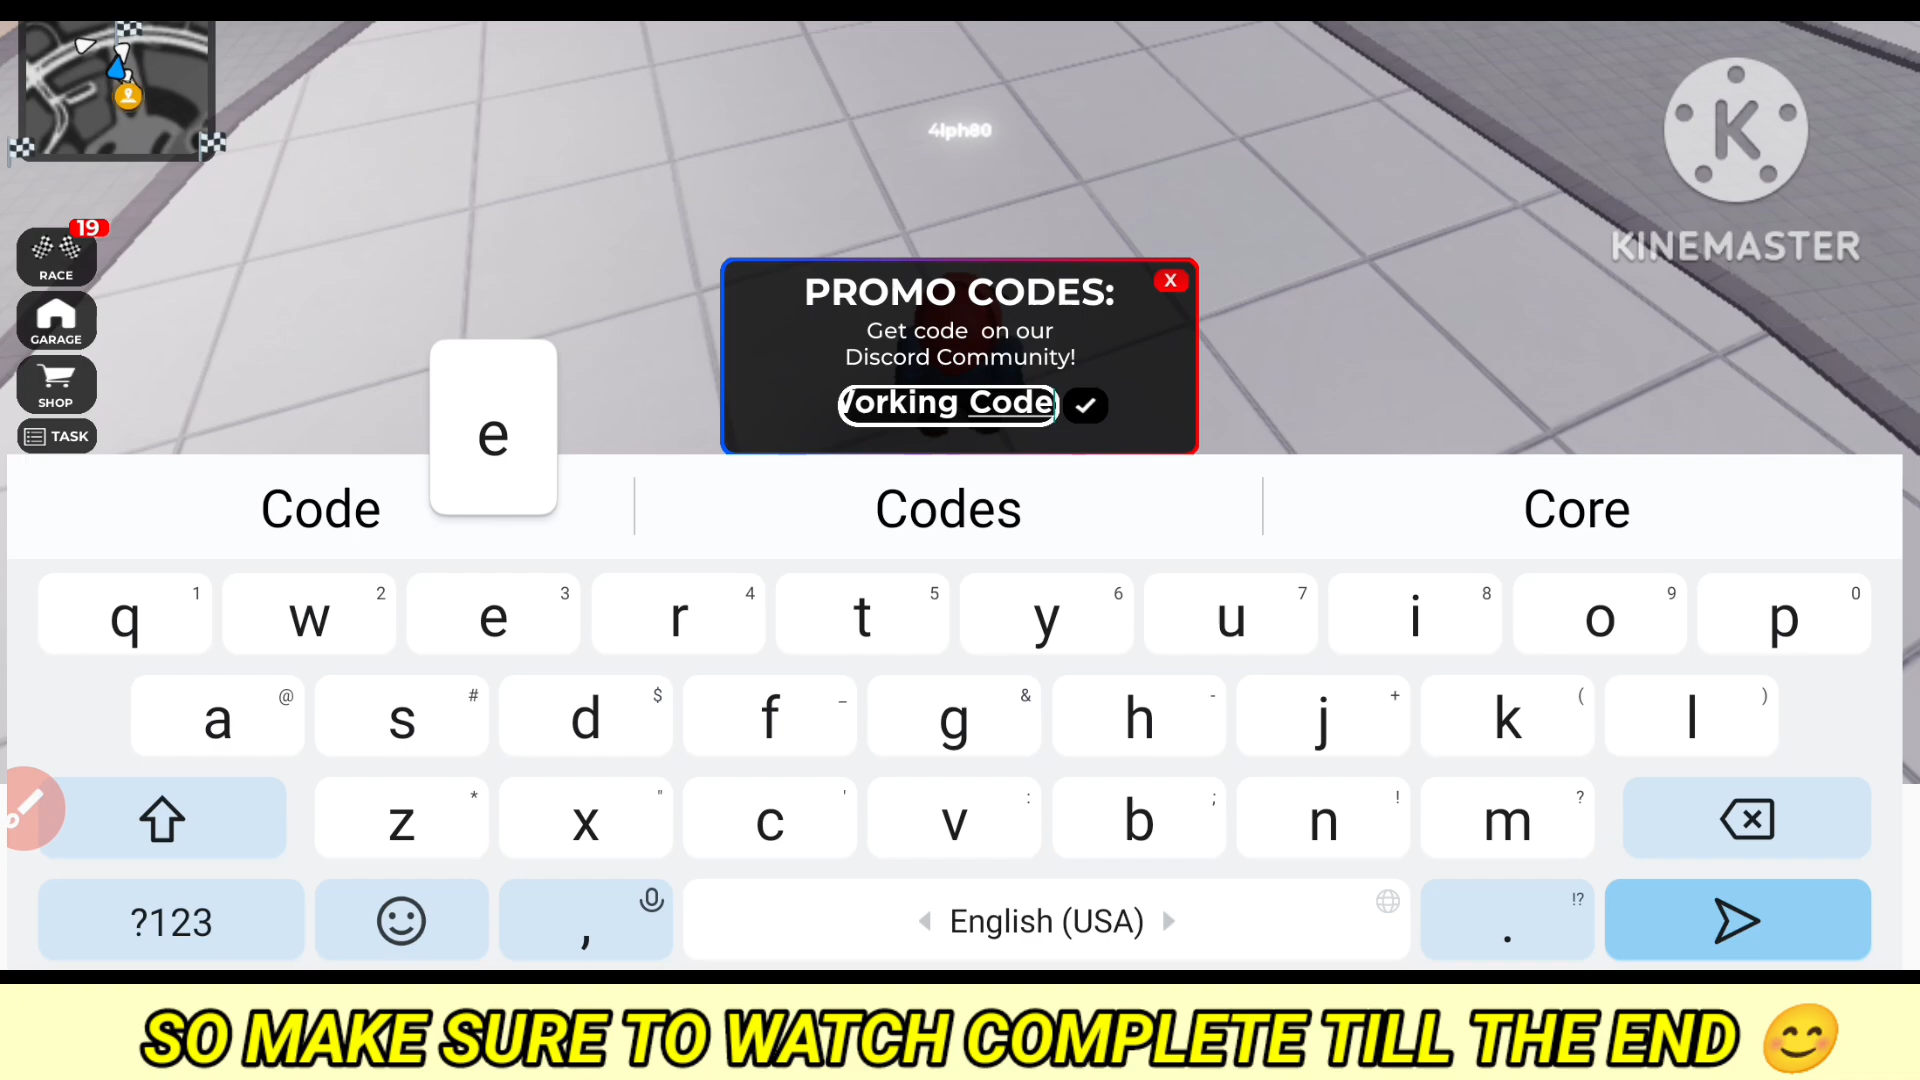 4lph80
K
KINEMASTER
19
RACE
GARAGE
SHOP
TASK
PROMO CODES:
X
Get code on our
Discord Community!
Working Code
e
Code
Codes
Core
q 1 w 2 e 3 r 4 t 5 y 6 u 7 i 8 o 9 p 0
a @ s # d $ f _ g & h - j + k ( l )
z * x " c ' v : b ; n ! m ?
?123 , English (USA) . !?
SO MAKE SURE TO WATCH COMPLETE TILL THE END 😊